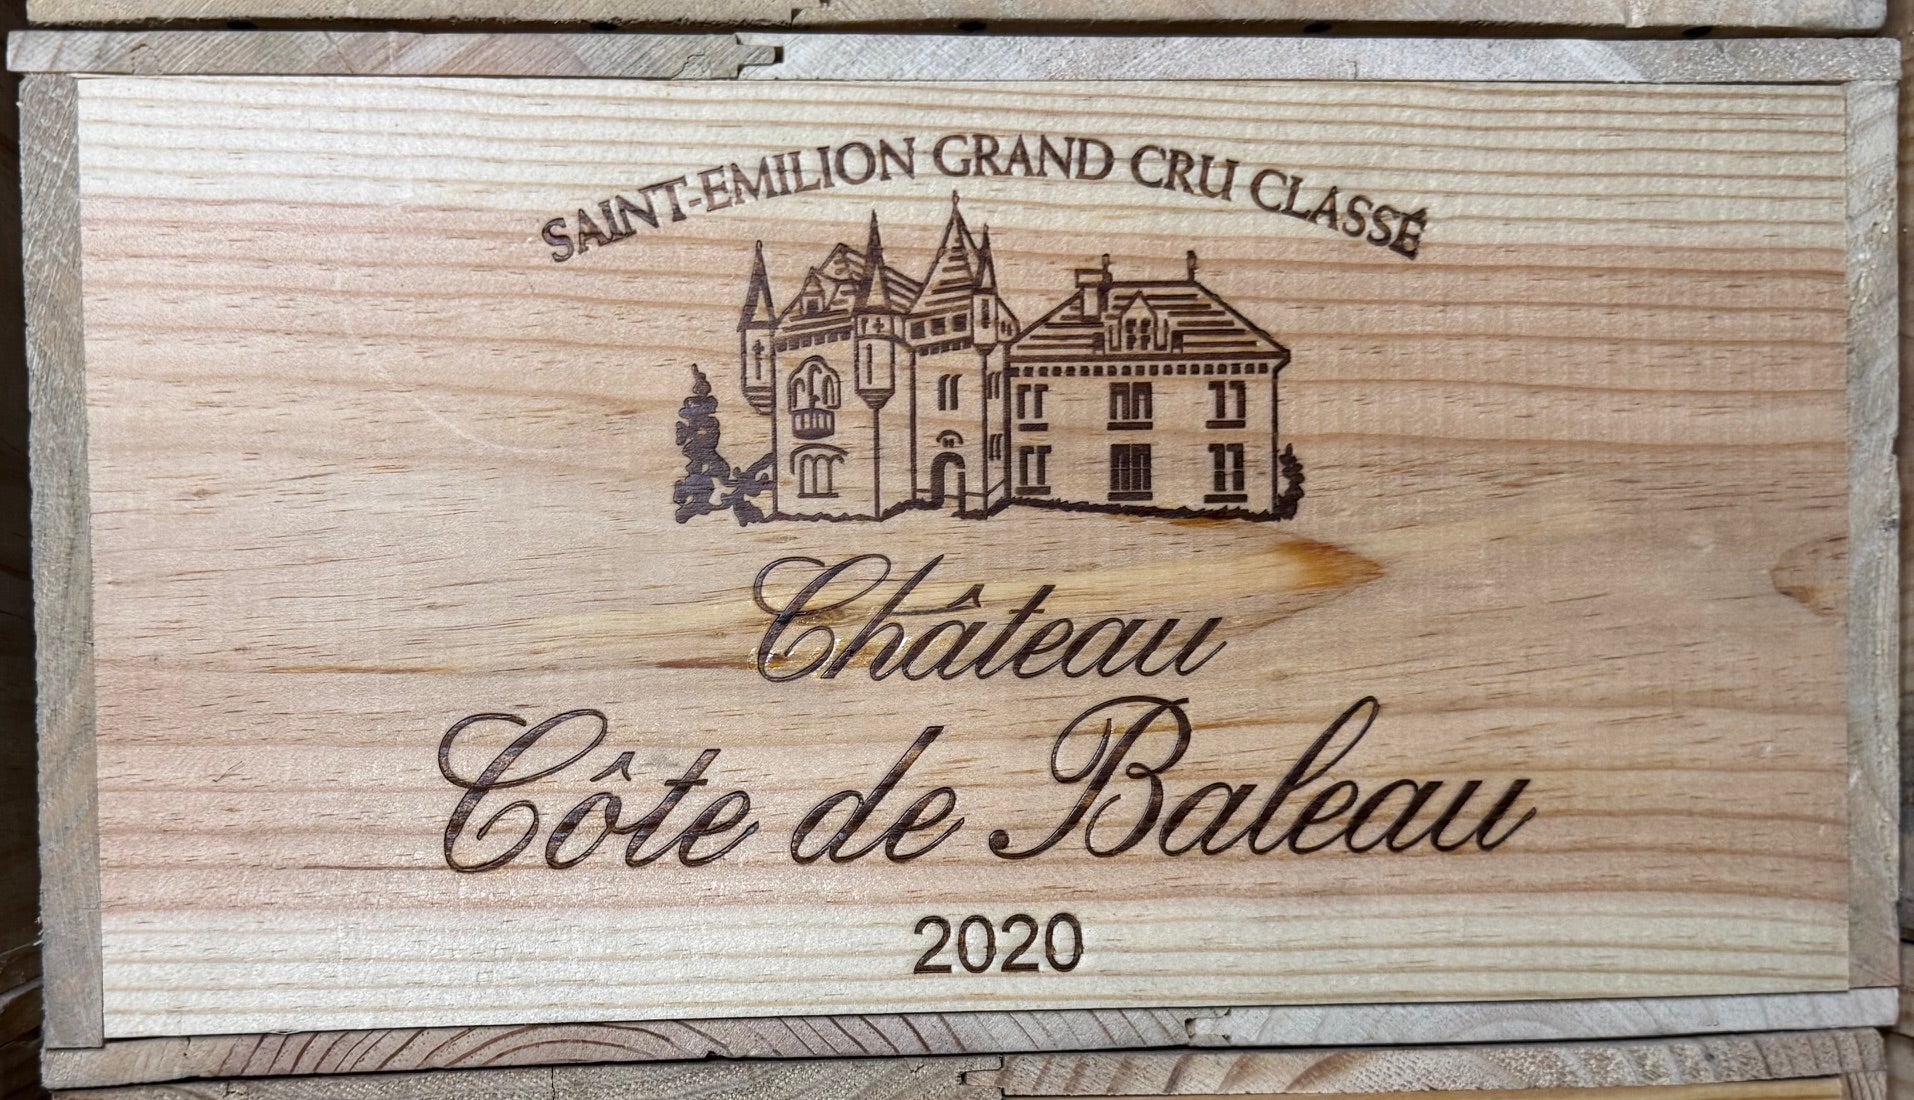 SAINT-EMILION GRAND CRU CLASSÉ
Château
Côte de Baleau
2020